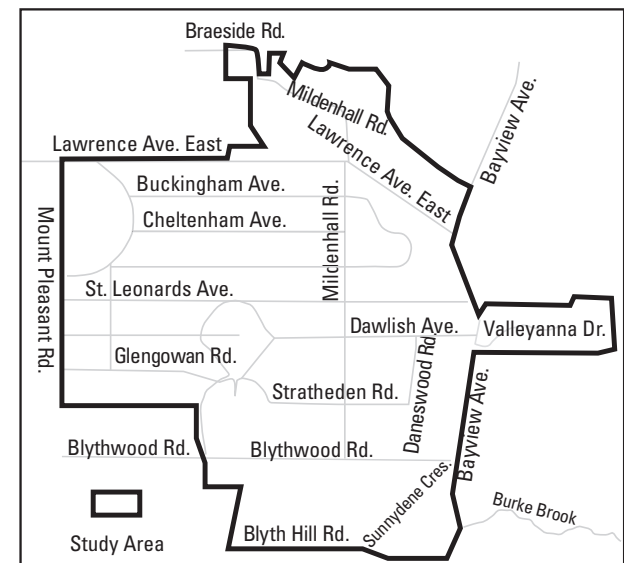 Braeside Rd.
Mildenhall Rd.
Bayview Ave.
Lawrence Ave. East
Lawrence Ave. East
Buckingham Ave.
Cheltenham Ave.
Mount Pleasant Rd.
Mildenhall Rd.
St. Leonards Ave.
Dawlish Ave.
Valleyanna Dr.
Glengowan Rd.
Daneswood Rd.
Stratheden Rd.
Bayview Ave.
Blythwood Rd.
Blythwood Rd.
Sunnydene Cres.
Burke Brook
Blyth Hill Rd.
Study Area